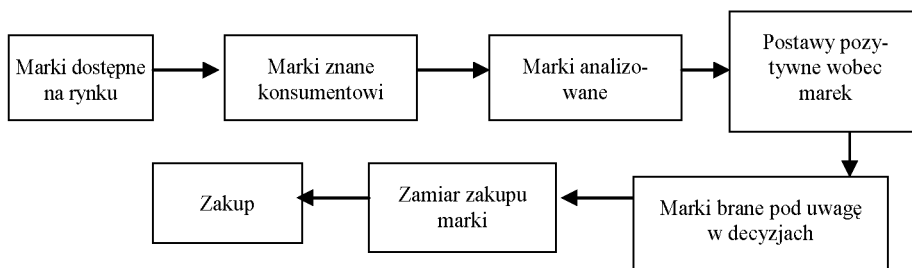 Marki dostępne
na rynku
Marki znane
konsumentowi
Marki analizo-
wane
Postawy pozy-
tywne wobec
marek
Marki brane pod uwagę
w decyzjach
Zamiar zakupu
marki
Zakup